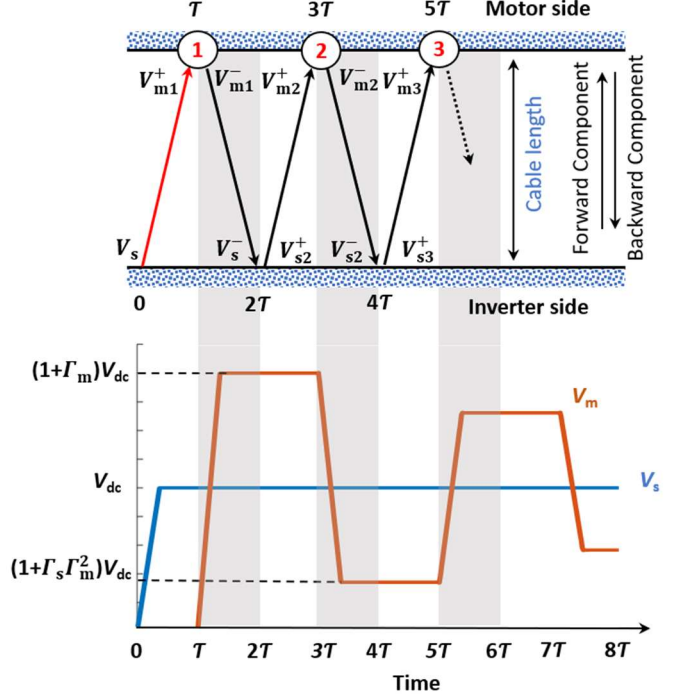 T 3T 5T Motor side
1 2 3
V⁺m1 V⁻m1 V⁺m2 V⁻m2 V⁺m3
Cable length
Forward Component
Backward Component
Vs V⁻s V⁺s2 V⁻s2 V⁺s3
0 2T 4T Inverter side
(1+Γm)Vdc
Vm
Vdc
Vs
(1+ΓsΓ²m)Vdc
0 T 2T 3T 4T 5T 6T 7T 8T
Time